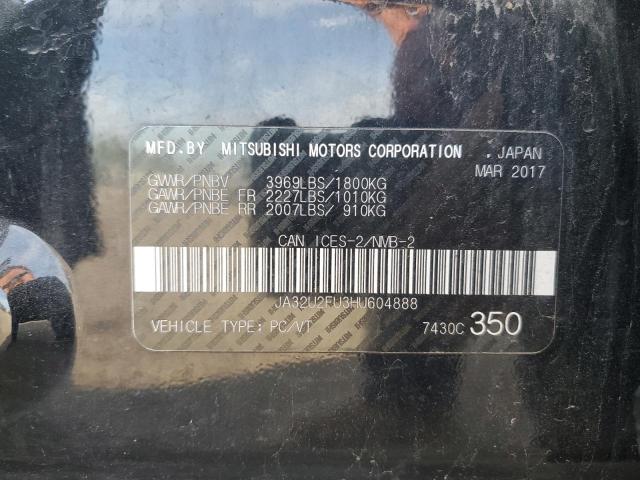 MFD.BY MITSUBISHI MOTORS CORPORATION , JAPAN
MAR 2017
GVWR/PNBV 3969LBS/1800KG
GAWR/PNBE FR 2227LBS/1010KG
GAWR/PNBE RR 2007LBS/ 910KG
CAN ICES-2/NMB-2
JA32U2FU3HU604888
VEHICLE TYPE: PC/VT 7430C 350